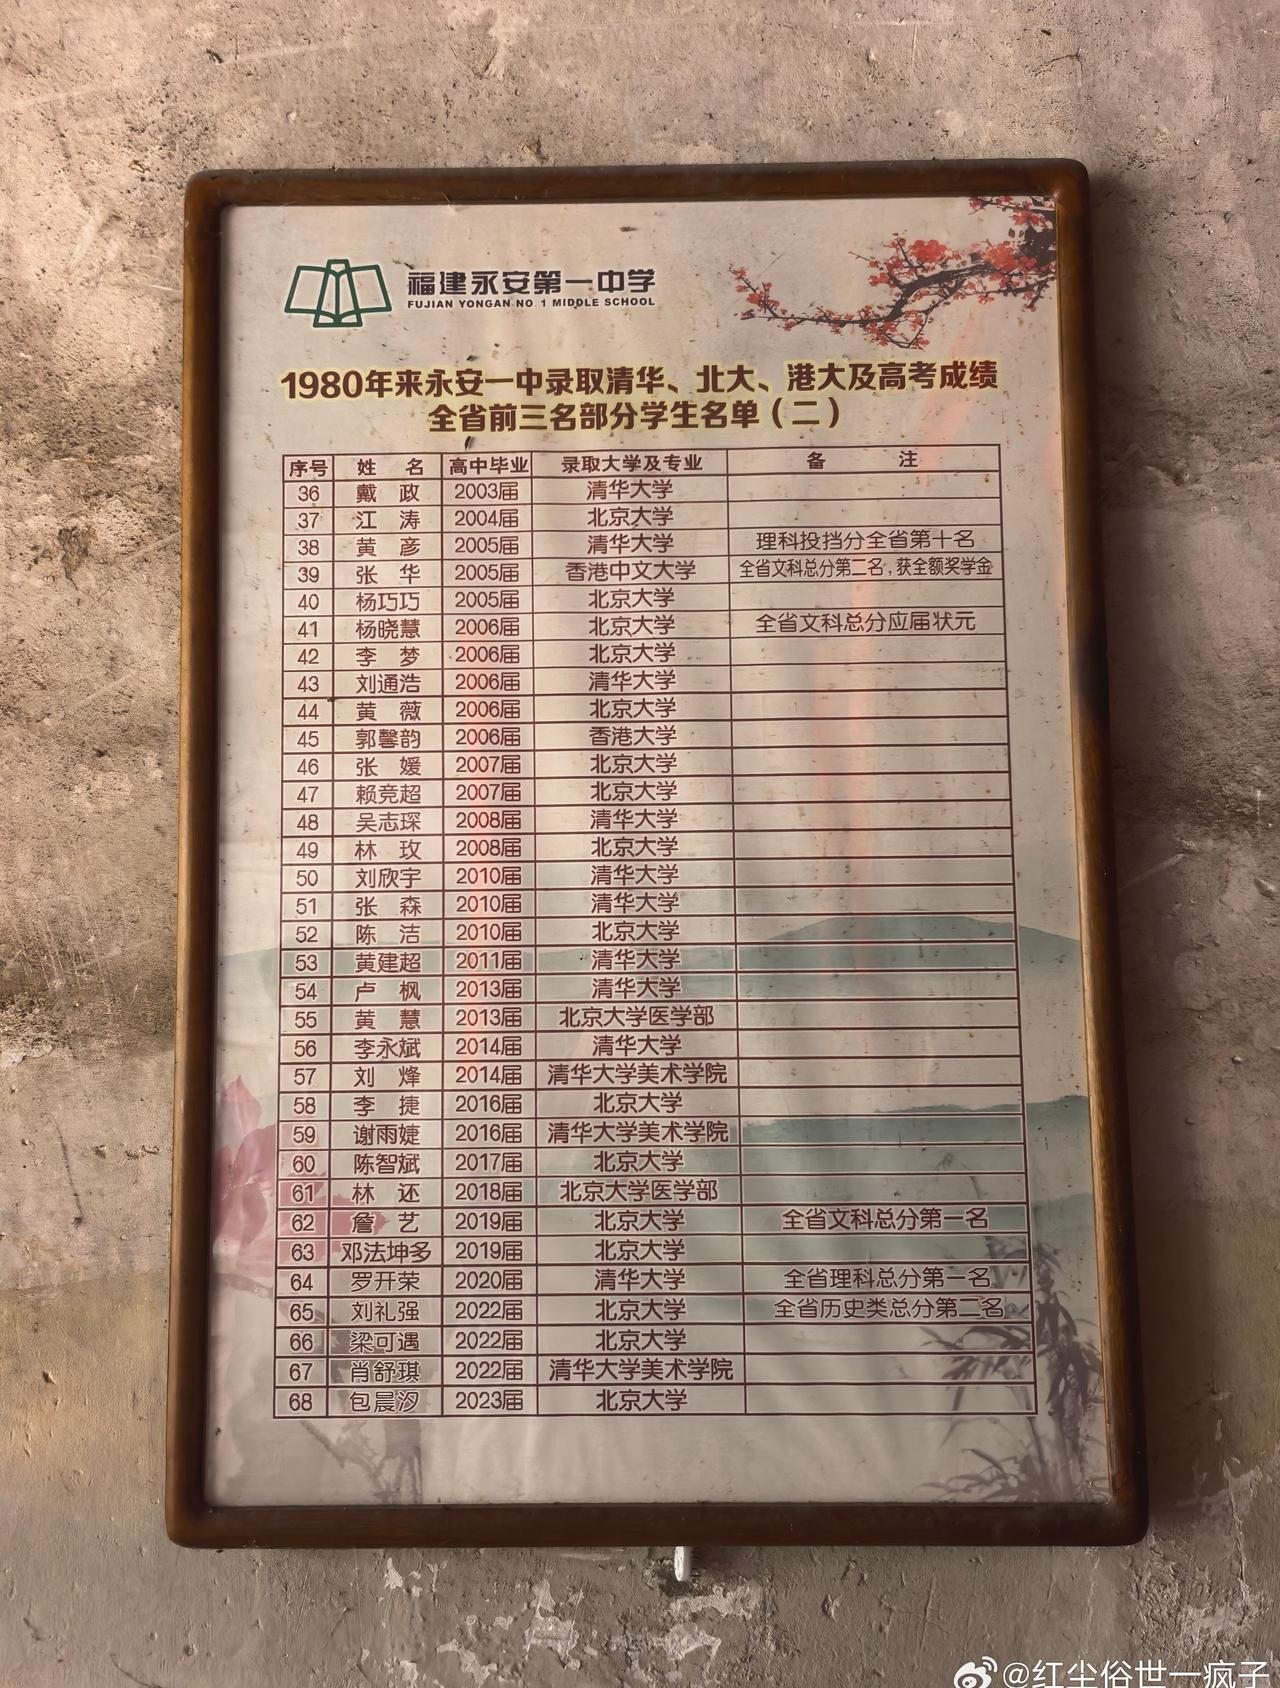 福建永安第一中学
FUJIAN YONGAN NO.1 MIDDLE SCHOOL
1980年来永安一中录取清华、北大、港大及高考成绩
全省前三名部分学生名单（二）
序号 姓 名 高中毕业 录取大学及专业 备 注
36 戴 政 2003届 清华大学
37 江 涛 2004届 北京大学
38 黄 彦 2005届 清华大学 理科投挡分全省第十名
39 张 华 2005届 香港中文大学 全省文科总分第二名,获全额奖学金
40 杨巧巧 2005届 北京大学
41 杨晓慧 2006届 北京大学 全省文科总分应届状元
42 李 梦 2006届 北京大学
43 刘通浩 2006届 清华大学
44 黄 薇 2006届 北京大学
45 郭馨韵 2006届 香港大学
46 张 媛 2007届 北京大学
47 赖竞超 2007届 北京大学
48 吴志琛 2008届 清华大学
49 林 玫 2008届 北京大学
50 刘欣宇 2010届 清华大学
51 张 森 2010届 清华大学
52 陈 洁 2010届 北京大学
53 黄建超 2011届 清华大学
54 卢 枫 2013届 清华大学
55 黄 慧 2013届 北京大学医学部
56 李永斌 2014届 清华大学
57 刘 烽 2014届 清华大学美术学院
58 李 捷 2016届 北京大学
59 谢雨婕 2016届 清华大学美术学院
60 陈智斌 2017届 北京大学
61 林 还 2018届 北京大学医学部
62 詹 艺 2019届 北京大学 全省文科总分第一名
63 邓法坤多 2019届 北京大学
64 罗开荣 2020届 清华大学 全省理科总分第一名
65 刘礼强 2022届 北京大学 全省历史类总分第二名
66 梁可遇 2022届 北京大学
67 肖舒琪 2022届 清华大学美术学院
68 包晨汐 2023届 北京大学
@红尘俗世一疯子